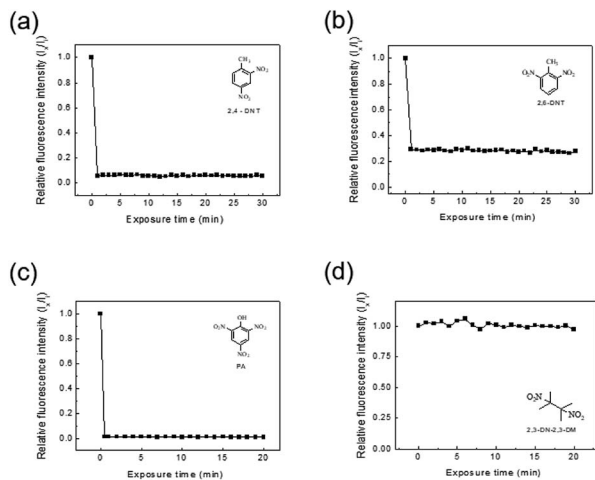 (a)
Relative fluorescence intensity (Iₓ/Iᵢ)
1.0
0.8
0.6
0.4
0.2
0.0
CH₃
NO₂
NO₂
2,4 - DNT
0 5 10 15 20 25 30
Exposure time (min)
(b)
Relative fluorescence intensity (Iₓ/Iᵢ)
1.0
0.8
0.6
0.4
0.2
0.0
CH₃
O₂N NO₂
2,6-DNT
0 5 10 15 20 25 30
Exposure time (min)
(c)
Relative fluorescence intensity (Iₓ/Iᵢ)
1.0
0.8
0.6
0.4
0.2
0.0
OH
O₂N NO₂
NO₂
PA
0 5 10 15 20
Exposure time (min)
(d)
Relative fluorescence intensity (Iₓ/Iᵢ)
1.00
0.75
0.50
0.25
0.00
O₂N
NO₂
2,3-DN-2,3-DM
0 5 10 15 20
Exposure time (min)